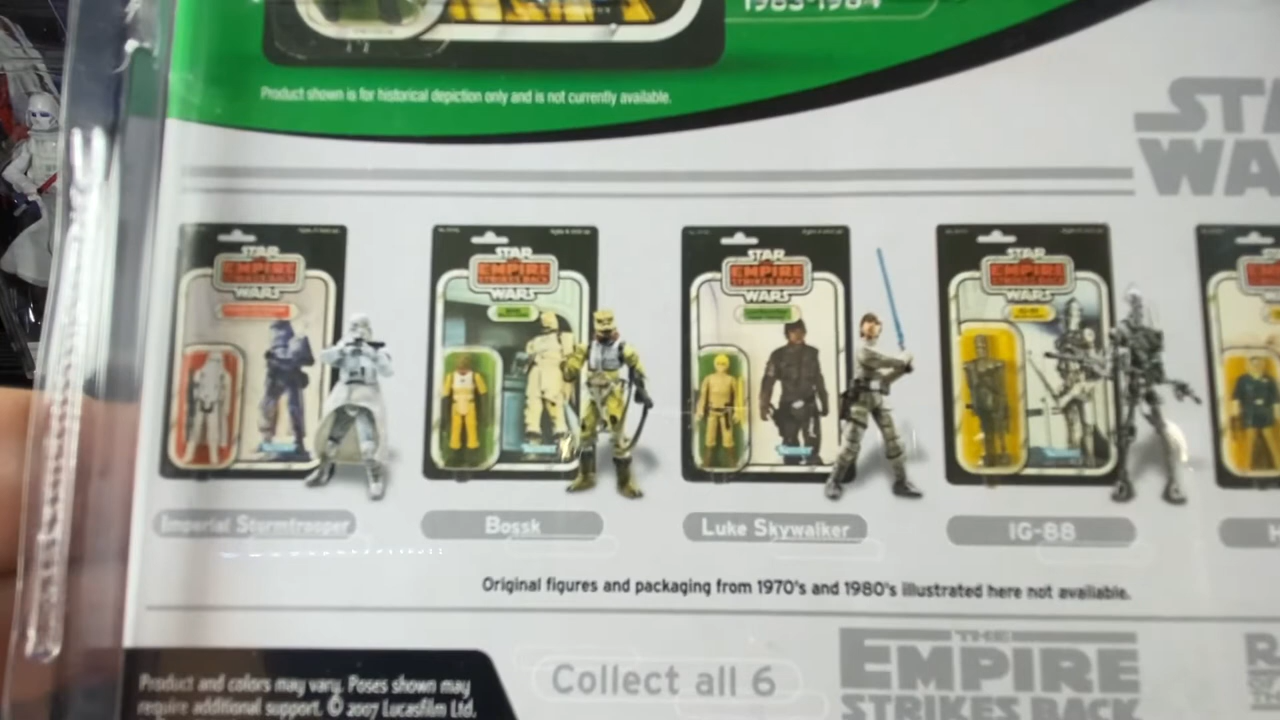 1983-1984
Product shown is for historical depiction only and is not currently available.
STAR
WARS
EMPIRE
STRIKES BACK
WARS
STAR
EMPIRE
STRIKES BACK
WARS
STAR
EMPIRE
STRIKES BACK
WARS
STAR
EMPIRE
STRIKES BACK
WARS
Imperial Stormtrooper
Bossk
Luke Skywalker
IG-88
H
Original figures and packaging from 1970's and 1980's illustrated here not available.
Product and colors may vary. Poses shown may
require additional support. © 2007 Lucasfilm Ltd.
Collect all 6
THE
EMPIRE
STRIKES BACK
R